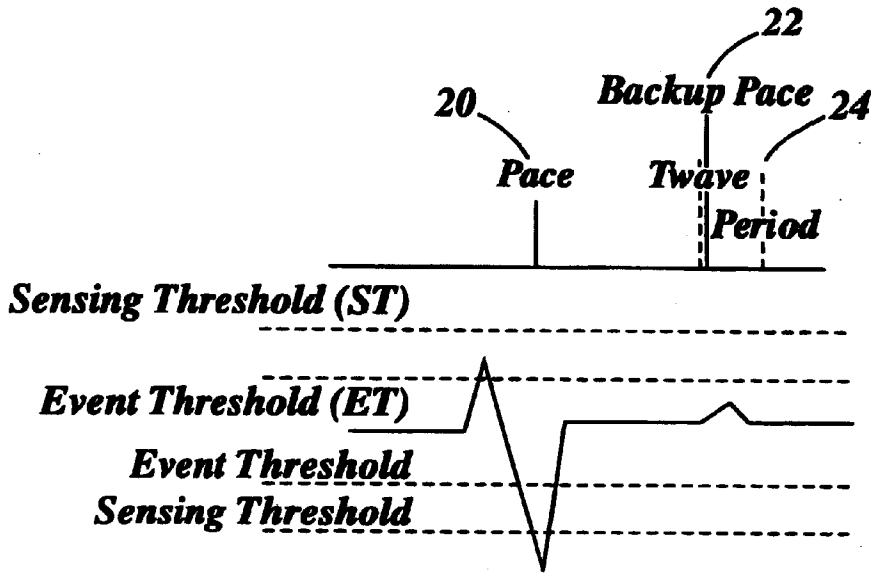 22
Backup Pace
20
24
Pace
Twave
Period
Sensing Threshold (ST)
Event Threshold (ET)
Event Threshold
Sensing Threshold